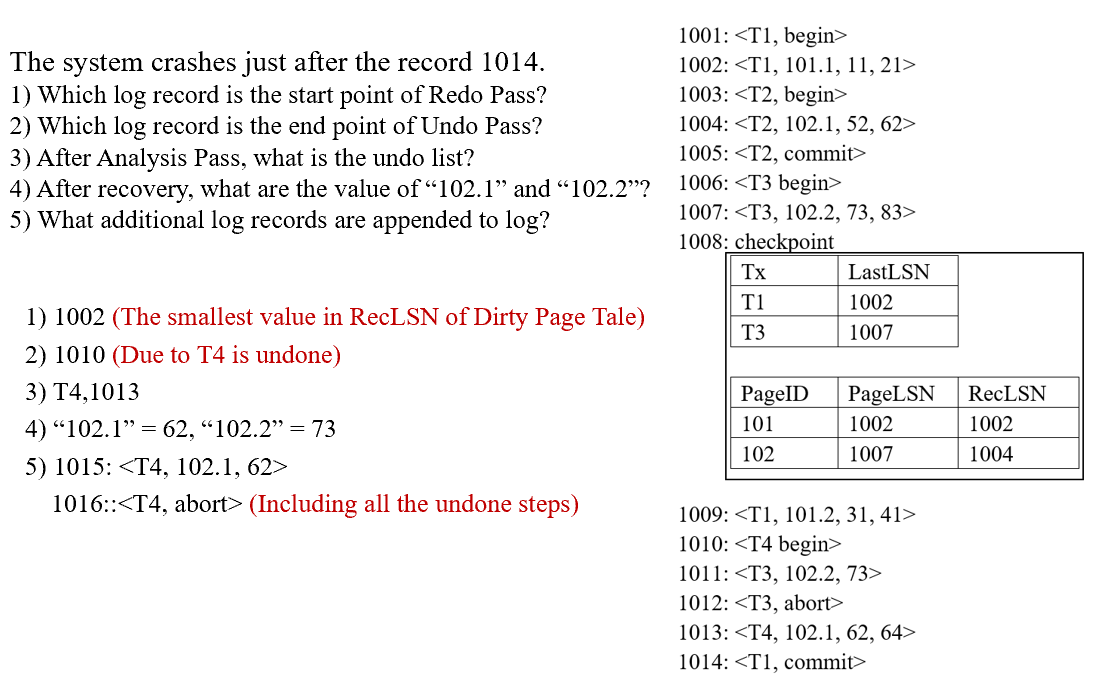 The system crashes just after the record 1014.
1) Which log record is the start point of Redo Pass?
2) Which log record is the end point of Undo Pass?
3) After Analysis Pass, what is the undo list?
4) After recovery, what are the value of “102.1” and “102.2”?
5) What additional log records are appended to log?
1) 1002 (The smallest value in RecLSN of Dirty Page Tale)
2) 1010 (Due to T4 is undone)
3) T4,1013
4) “102.1” = 62, “102.2” = 73
5) 1015: <T4, 102.1, 62>
1016::<T4, abort> (Including all the undone steps)
1001: <T1, begin>
1002: <T1, 101.1, 11, 21>
1003: <T2, begin>
1004: <T2, 102.1, 52, 62>
1005: <T2, commit>
1006: <T3 begin>
1007: <T3, 102.2, 73, 83>
1008: checkpoint
Tx LastLSN
T1 1002
T3 1007
PageID PageLSN RecLSN
101 1002 1002
102 1007 1004
1009: <T1, 101.2, 31, 41>
1010: <T4 begin>
1011: <T3, 102.2, 73>
1012: <T3, abort>
1013: <T4, 102.1, 62, 64>
1014: <T1, commit>